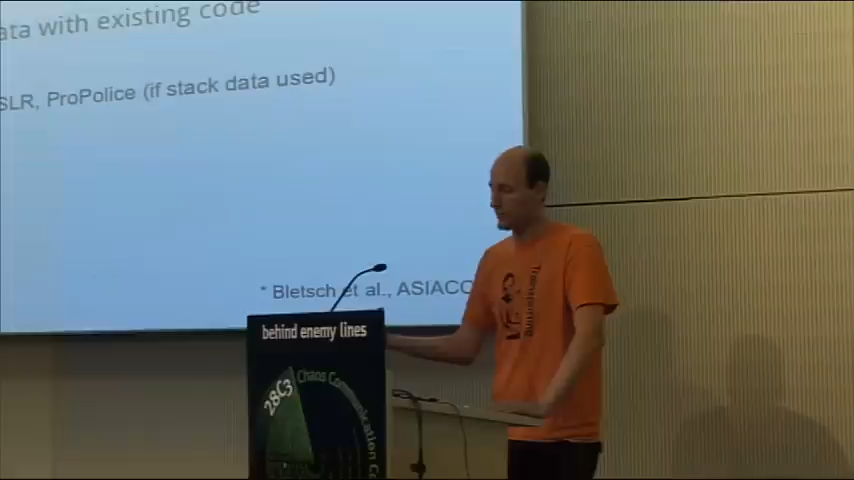 ata with existing code
SLR, ProPolice (if stack data used)
* Bletsch et al., ASIACC
behind enemy lines
28C3
Chaos Communication